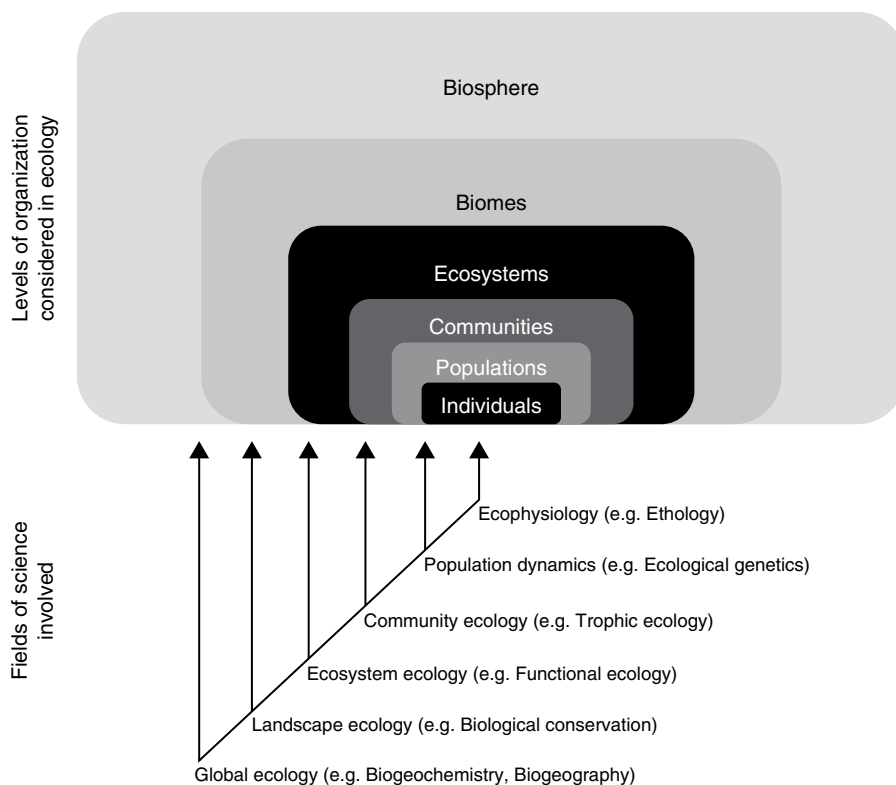 Levels of organization
considered in ecology
Biosphere
Biomes
Ecosystems
Communities
Populations
Individuals
Fields of science
involved
Ecophysiology (e.g. Ethology)
Population dynamics (e.g. Ecological genetics)
Community ecology (e.g. Trophic ecology)
Ecosystem ecology (e.g. Functional ecology)
Landscape ecology (e.g. Biological conservation)
Global ecology (e.g. Biogeochemistry, Biogeography)